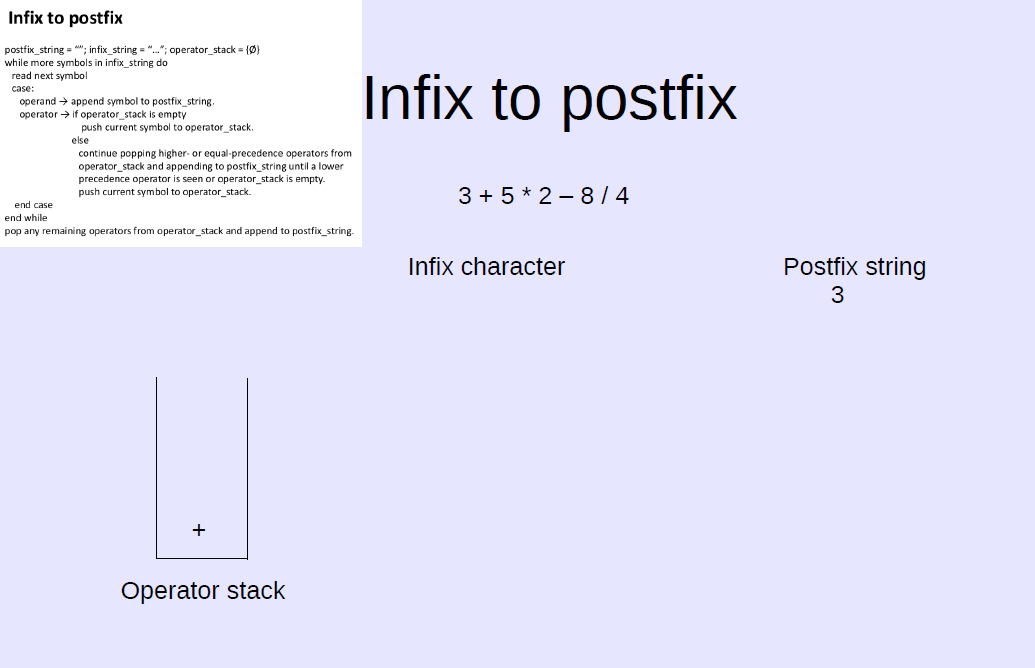 Infix to postfix
postfix_string = “”; infix_string = “…”; operator_stack = {Ø}
while more symbols in infix_string do
read next symbol
case:
operand → append symbol to postfix_string.
operator → if operator_stack is empty
push current symbol to operator_stack.
else
continue popping higher- or equal-precedence operators from
operator_stack and appending to postfix_string until a lower
precedence operator is seen or operator_stack is empty.
push current symbol to operator_stack.
end case
end while
pop any remaining operators from operator_stack and append to postfix_string.
Infix to postfix
3 + 5 * 2 – 8 / 4
Infix character
Postfix string
3
+
Operator stack